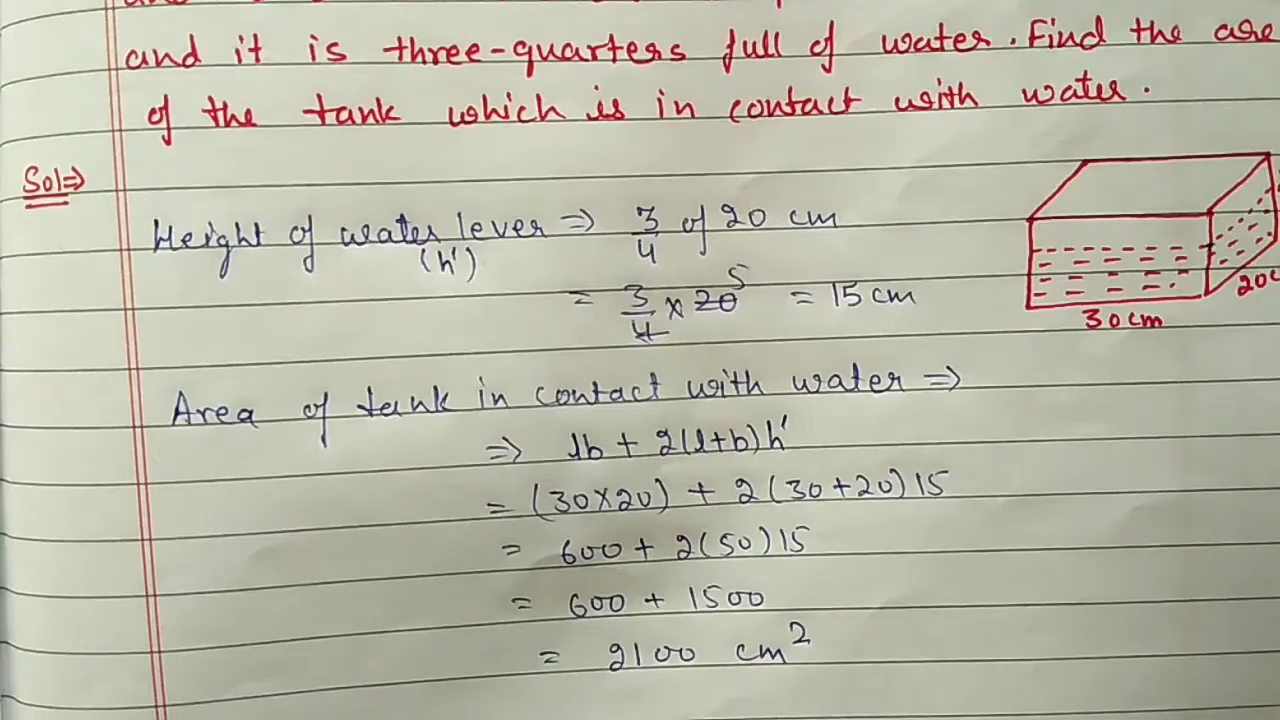 and it is three-quarters full of water. Find the are
of the tank which is in contact with water.
Sol⇒
Height of water lever ⇒ 3/4 of 20 cm
(h')
= 3/4 × 20 5 = 15 cm
20c
30 cm
Area of tank in contact with water ⇒
⇒ lb + 2(l+b)h'
= (30×20) + 2(30+20)15
= 600 + 2(50)15
= 600 + 1500
= 2100 cm²